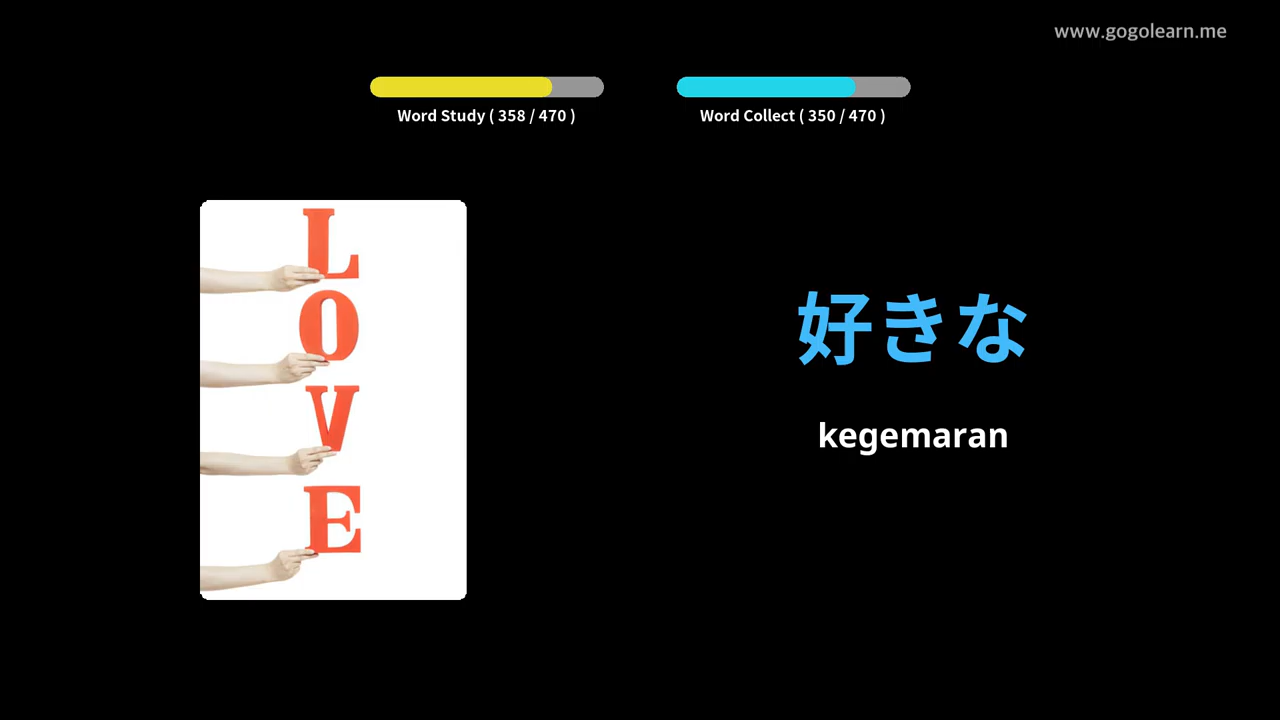 www.gogolearn.me
Word Study ( 358 / 470 )
Word Collect ( 350 / 470 )
L
O
V
E
好きな
kegemaran